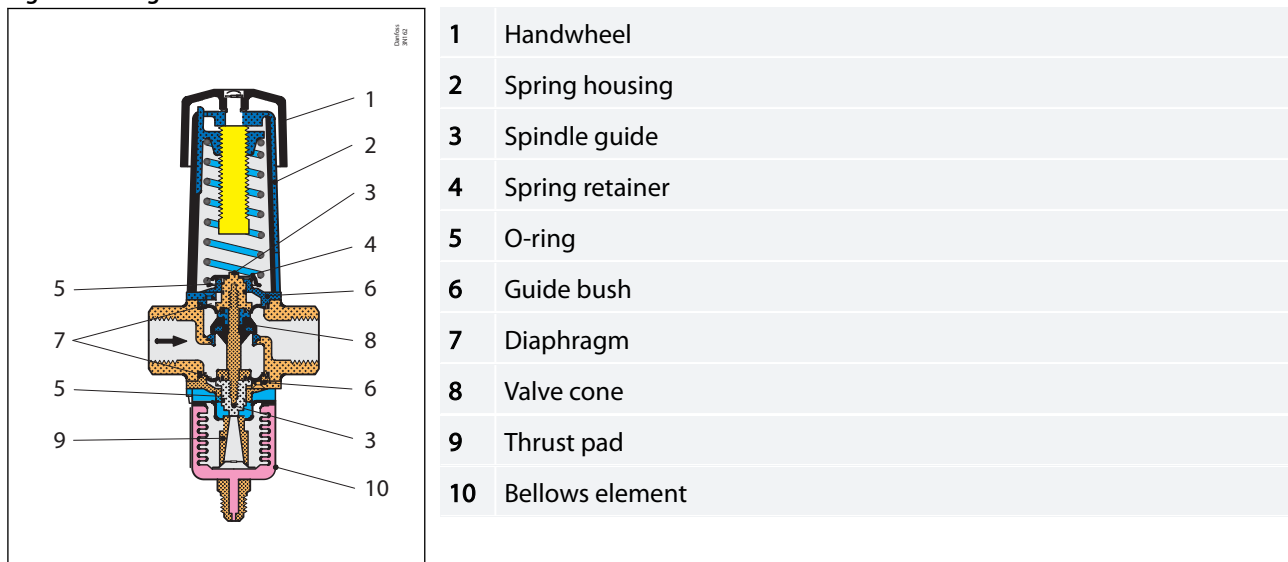 Danfoss
3N162
1
2
3
4
5
6
7
8
5
6
9
3
10
1 Handwheel
2 Spring housing
3 Spindle guide
4 Spring retainer
5 O-ring
6 Guide bush
7 Diaphragm
8 Valve cone
9 Thrust pad
10 Bellows element